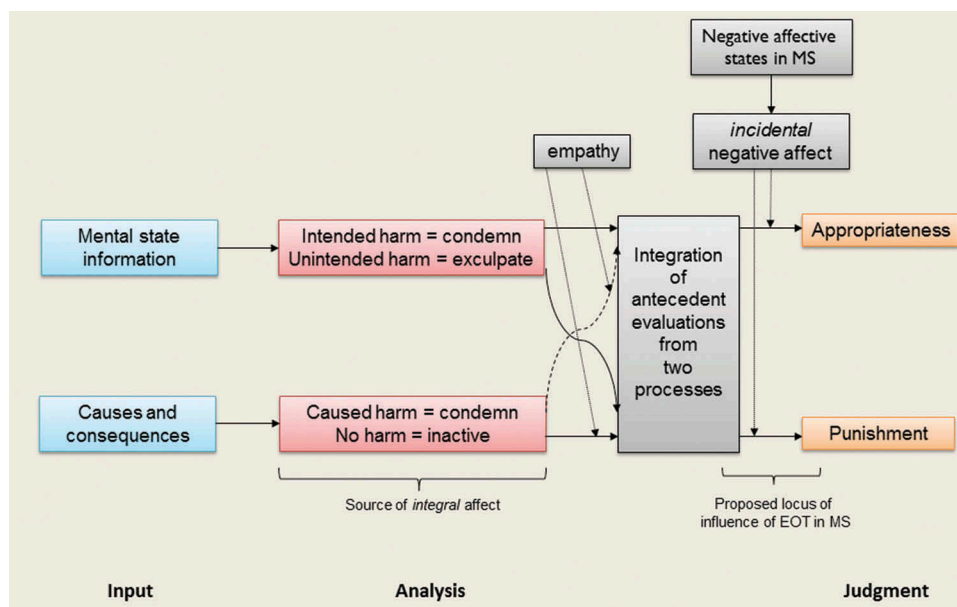 Negative affective
states in MS
incidental
negative affect
empathy
Mental state
information
Intended harm = condemn
Unintended harm = exculpate
Integration
of
antecedent
evaluations
from
two
processes
Appropriateness
Causes and
consequences
Caused harm = condemn
No harm = inactive
Punishment
Source of integral affect
Proposed locus of
influence of EOT in MS
Input
Analysis
Judgment